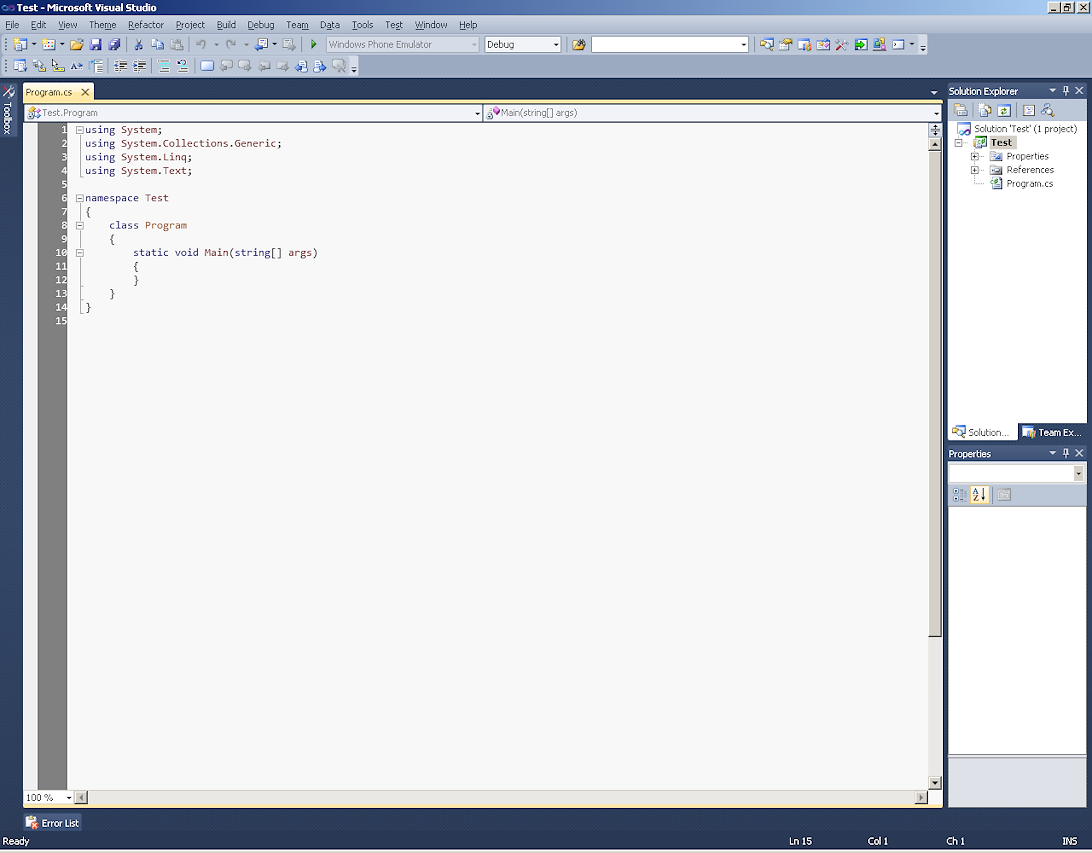 Test - Microsoft Visual Studio
File Edit View Theme Refactor Project Build Debug Team Data Tools Test Window Help
Windows Phone Emulator Debug
Toolbox
Program.cs
Test.Program Main(string[] args)
1 using System;
2 using System.Collections.Generic;
3 using System.Linq;
4 using System.Text;
5
6 namespace Test
7 {
8 class Program
9 {
10 static void Main(string[] args)
11 {
12 }
13 }
14 }
15
100 %
Solution Explorer
Solution 'Test' (1 project)
Test
Properties
References
Program.cs
Solution... Team Ex...
Properties
Error List
Ready Ln 15 Col 1 Ch 1 INS